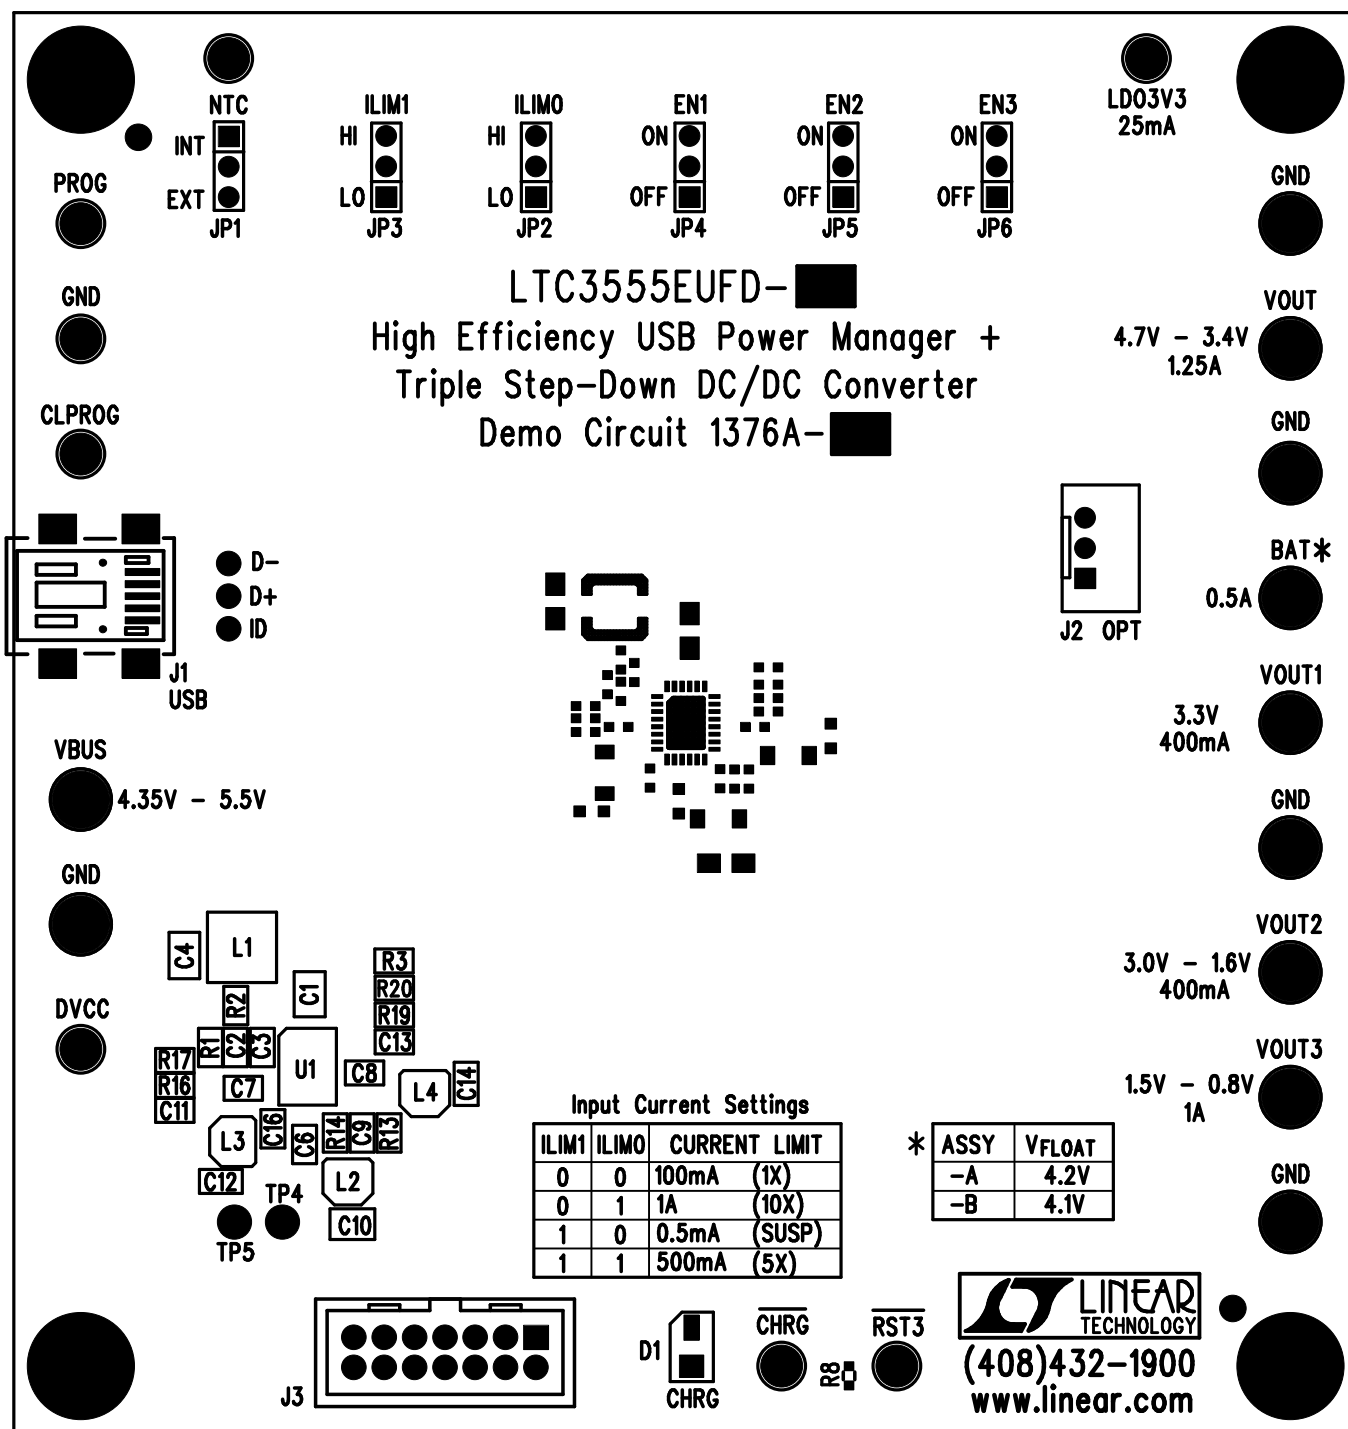 NTC
ILIM1
ILIM0
EN1
EN2
EN3
LDO3V3
25mA
INT
EXT
JP1
HI
LO
JP3
HI
LO
JP2
ON
OFF
JP4
ON
OFF
JP5
ON
OFF
JP6
PROG
GND
CLPROG
GND
VOUT
4.7V - 3.4V
1.25A
GND
LTC3555EUFD-
High Efficiency USB Power Manager +
Triple Step-Down DC/DC Converter
Demo Circuit 1376A-
D-
D+
ID
J1
USB
J2 OPT
BAT*
0.5A
VOUT1
3.3V
400mA
GND
VBUS
4.35V - 5.5V
GND
DVCC
VOUT2
3.0V - 1.6V
400mA
VOUT3
1.5V - 0.8V
1A
GND
C4
L1
R2
C1
R3
R20
R19
C13
R1
C2
C3
U1
R17
R16
C11
C7
C8
L4
C14
L3
C16
C6
R14
C9
R13
C12
L2
C10
TP4
TP5
Input Current Settings
ILIM1 ILIM0 CURRENT LIMIT
0 0 100mA (1X)
0 1 1A (10X)
1 0 0.5mA (SUSP)
1 1 500mA (5X)
* ASSY VFLOAT
-A 4.2V
-B 4.1V
J3
D1
CHRG
CHRG
R8
RST3
LINEAR
TECHNOLOGY
(408)432-1900
www.linear.com